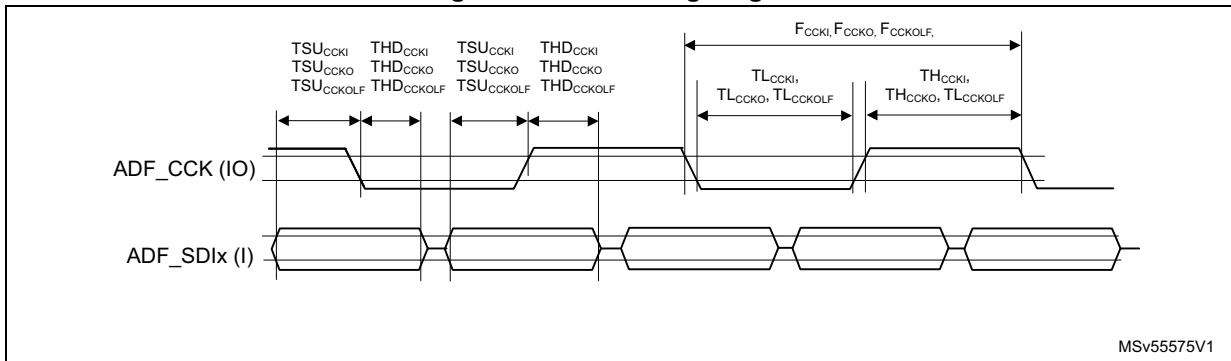 TSUCCKI THDCCKI TSUCCKI THDCCKI
TSUCCKO THDCCKO TSUCCKO THDCCKO
TSUCCKOLF THDCCKOLF TSUCCKOLF THDCCKOLF
FCCKI, FCCKO, FCCKOLF,
TLCCKI,
TLCCKO, TLCCKOLF
THCCKI,
THCCKO, TLCCKOLF
ADF_CCK (IO)
ADF_SDIx (I)
MSv55575V1